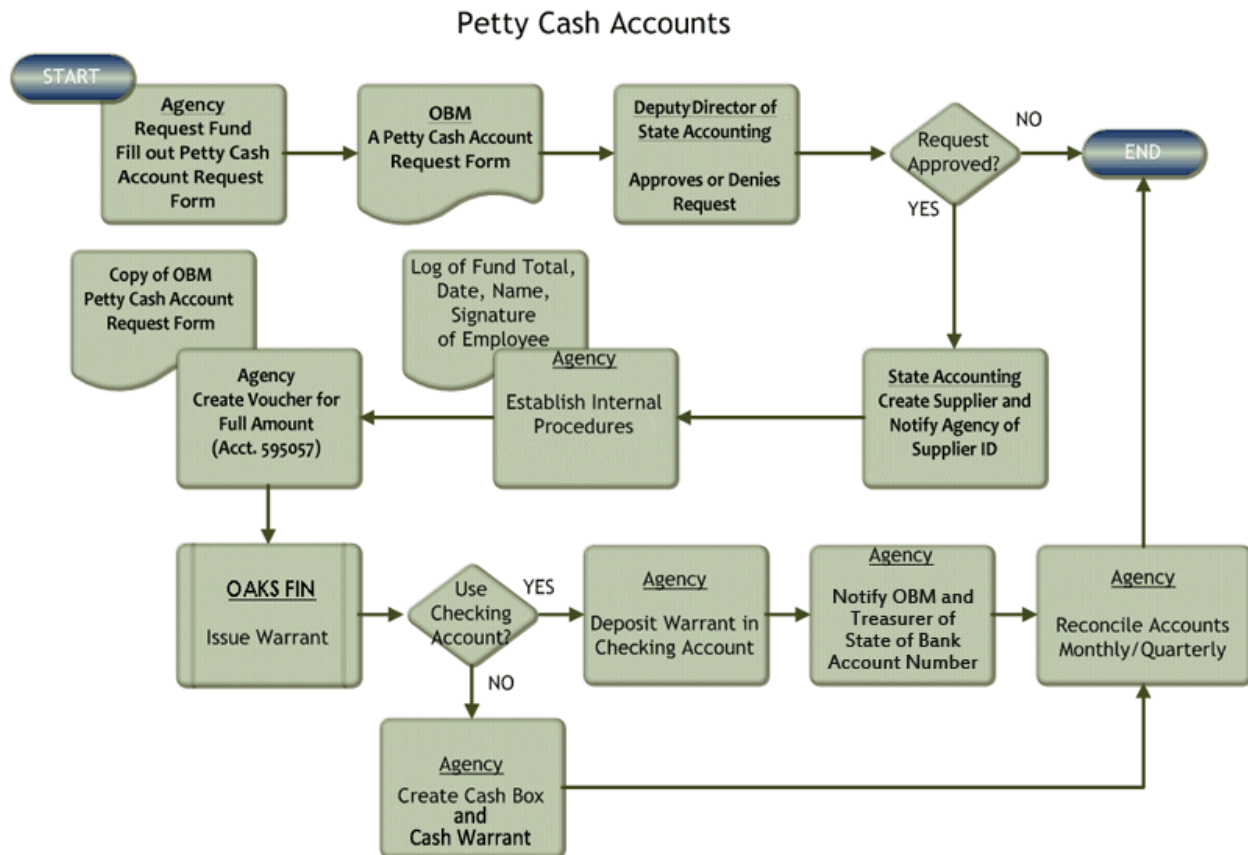 Petty Cash Accounts
START
Agency
Request Fund
Fill out Petty Cash
Account Request
Form
OBM
A Petty Cash Account
Request Form
Deputy Director of
State Accounting
Approves or Denies
Request
Request
Approved?
NO
END
YES
Copy of OBM
Petty Cash Account
Request Form
Log of Fund Total,
Date, Name,
Signature
of Employee
Agency
Create Voucher for
Full Amount
(Acct. 595057)
Agency
Establish Internal
Procedures
State Accounting
Create Supplier and
Notify Agency of
Supplier ID
OAKS FIN
Issue Warrant
Use
Checking
Account?
YES
Agency
Deposit Warrant in
Checking Account
Agency
Notify OBM and
Treasurer of
State of Bank
Account Number
Agency
Reconcile Accounts
Monthly/Quarterly
NO
Agency
Create Cash Box
and
Cash Warrant